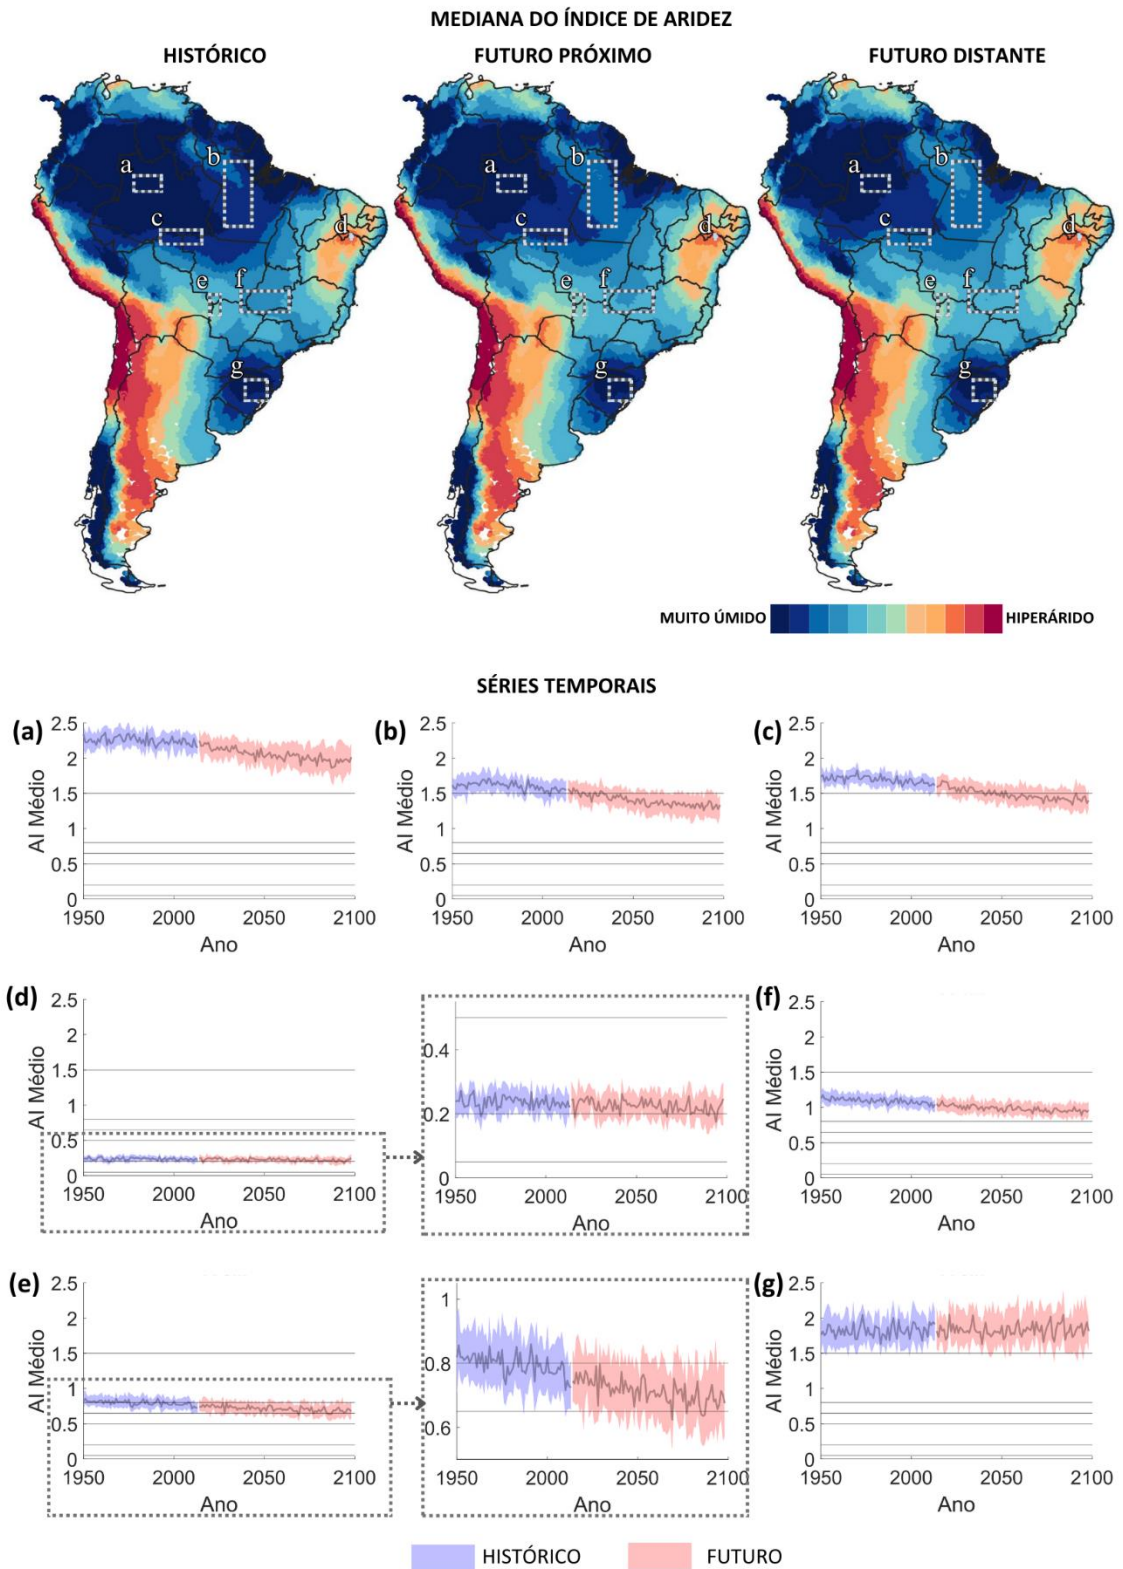 MEDIANA DO ÍNDICE DE ARIDEZ
HISTÓRICO FUTURO PRÓXIMO FUTURO DISTANTE
a b c d e f g
a b c d e f g
a b c d e f g
MUITO ÚMIDO HIPERÁRIDO
SÉRIES TEMPORAIS
(a)
AI Médio
2.5
2
1.5
1
0.5
0
1950 2000 2050 2100
Ano
(b)
AI Médio
2.5
2
1.5
1
0.5
0
1950 2000 2050 2100
Ano
(c)
AI Médio
2.5
2
1.5
1
0.5
0
1950 2000 2050 2100
Ano
(d)
AI Médio
2.5
2
1.5
1
0.5
0
1950 2000 2050 2100
Ano
0.4
0.2
0
1950 2000 2050 2100
Ano
(f)
AI Médio
2.5
2
1.5
1
0.5
0
1950 2000 2050 2100
Ano
(e)
AI Médio
2.5
2
1.5
1
0.5
0
1950 2000 2050 2100
Ano
1
0.8
0.6
1950 2000 2050 2100
Ano
(g)
AI Médio
2.5
2
1.5
1
0.5
0
1950 2000 2050 2100
Ano
HISTÓRICO FUTURO